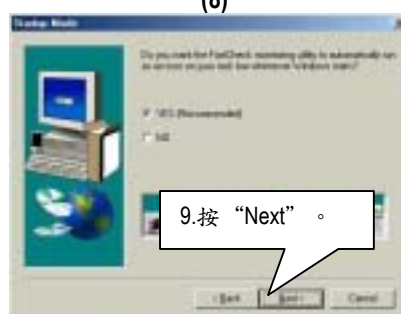 (8)
Startup Mode
Do you want the FastCheck monitoring utility to automatically run
as an icon on your task bar whenever Windows starts?
YES (Recommended)
NO
9.按“Next”。
< Back
Next >
Cancel